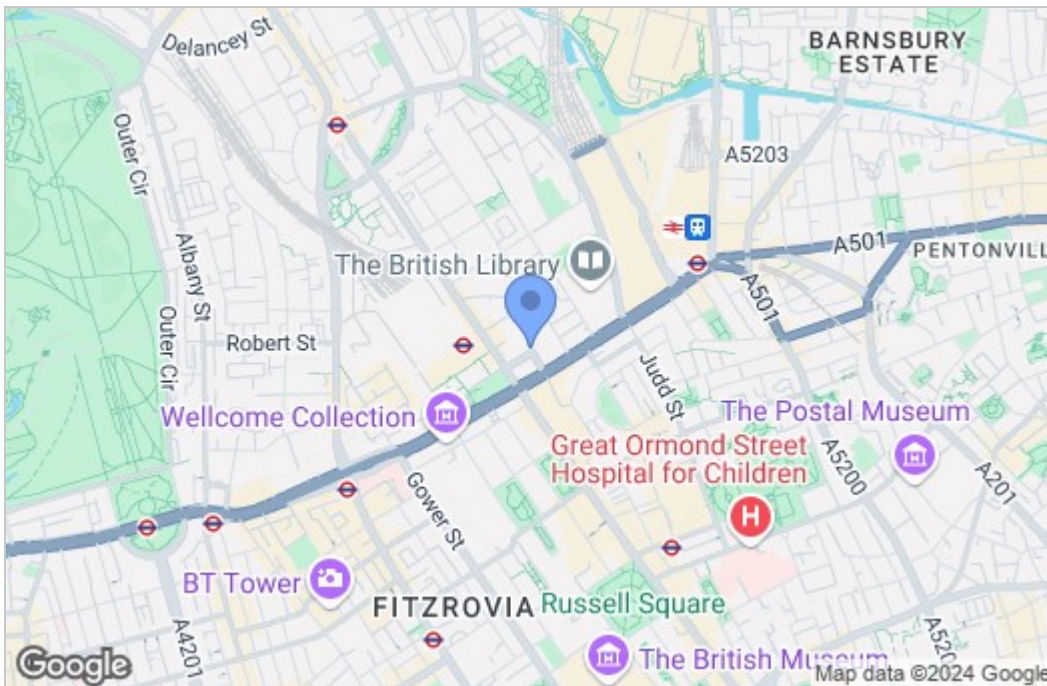 Delancey St
BARNSBURY
ESTATE
Outer Cir
A5203
Albany St
A501
PENTONVILL
The British Library
A501
Outer Cir
Robert St
Judd St
Wellcome Collection
The Postal Museum
Great Ormond Street
Hospital for Children
A5200
A201
Gower St
H
BT Tower
FITZROVIA
Russell Square
A4201
A520
The British Museum
Google
Map data ©2024 Google